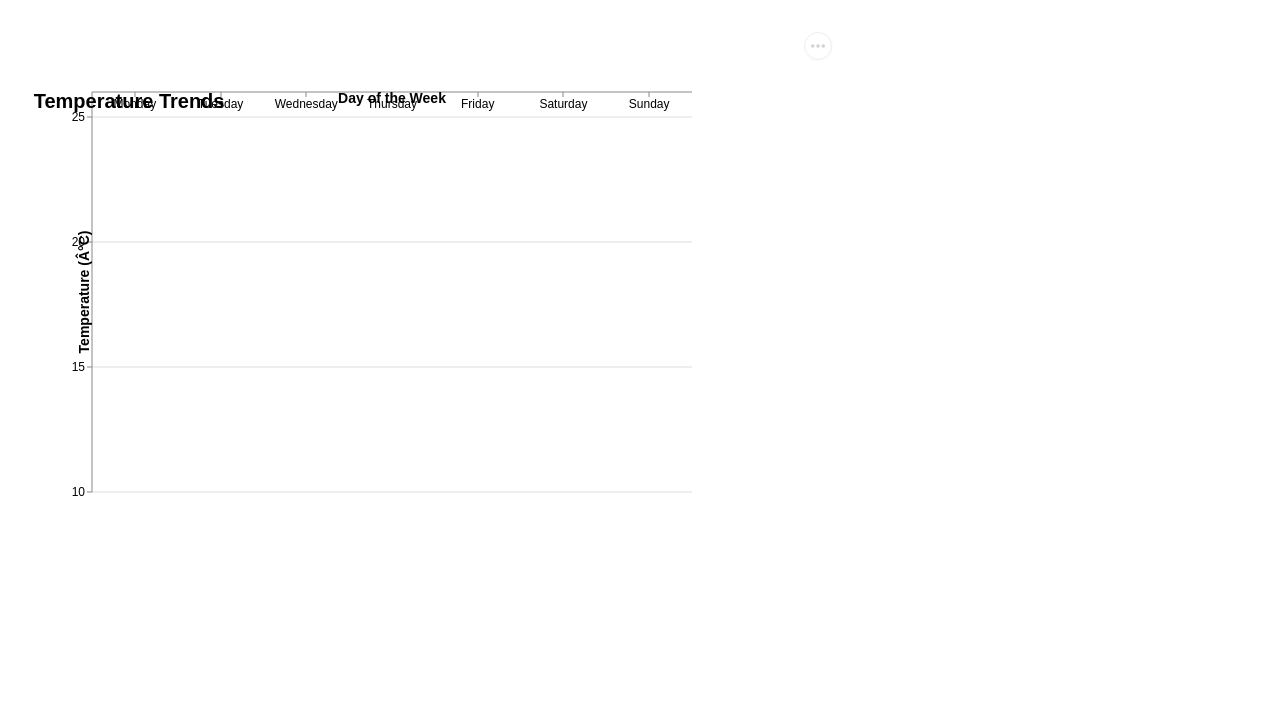 Temperature Trends
Day of the Week
Monday
Tuesday
Wednesday
Thursday
Friday
Saturday
Sunday
25
20
15
10
Temperature (Â°C)